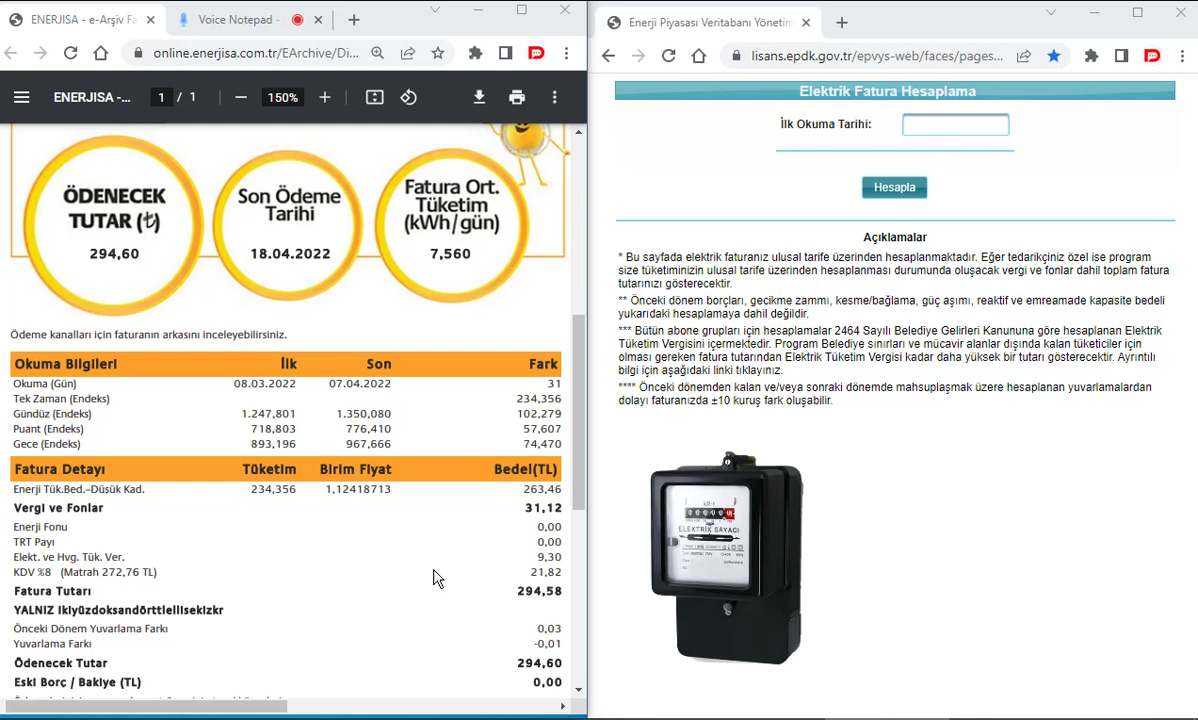 ENERJISA - e-Arşiv Fa
Voice Notepad -
online.enerjisa.com.tr/EArchive/Di...
ENERJISA -...
1 / 1
150%
ÖDENECEK
TUTAR (₺)
294,60
Son Ödeme
Tarihi
18.04.2022
Fatura Ort.
Tüketim
(kWh/gün)
7,560
Ödeme kanalları için faturanın arkasını inceleyebilirsiniz.
Okuma Bilgileri İlk Son Fark
Okuma (Gün) 08.03.2022 07.04.2022 31
Tek Zaman (Endeks) 234,356
Gündüz (Endeks) 1.247,801 1.350,080 102,279
Puant (Endeks) 718,803 776,410 57,607
Gece (Endeks) 893,196 967,666 74,470
Fatura Detayı Tüketim Birim Fiyat Bedel(TL)
Enerji Tük.Bed.–Düşük Kad. 234,356 1,12418713 263,46
Vergi ve Fonlar 31,12
Enerji Fonu 0,00
TRT Payı 0,00
Elekt. ve Hvg. Tük. Ver. 9,30
KDV %8 (Matrah 272,76 TL) 21,82
Fatura Tutarı 294,58
YALNIZ ikiyüzdoksandörttlellisekizkr
Önceki Dönem Yuvarlama Farkı 0,03
Yuvarlama Farkı -0,01
Ödenecek Tutar 294,60
Eski Borç / Bakiye (TL) 0,00
Enerji Piyasası Veritabanı Yönetim
lisans.epdk.gov.tr/epvys-web/faces/pages...
Elektrik Fatura Hesaplama
İlk Okuma Tarihi:
Hesapla
Açıklamalar
* Bu sayfada elektrik faturanız ulusal tarife üzerinden hesaplanmaktadır. Eğer tedarikçiniz özel ise program
size tüketiminizin ulusal tarife üzerinden hesaplanması durumunda oluşacak vergi ve fonlar dahil toplam fatura
tutarınızı gösterecektir.
** Önceki dönem borçları, gecikme zammı, kesme/bağlama, güç aşımı, reaktif ve emreamade kapasite bedeli
yukarıdaki hesaplamaya dahil değildir.
*** Bütün abone grupları için hesaplamalar 2464 Sayılı Belediye Gelirleri Kanununa göre hesaplanan Elektrik
Tüketim Vergisini içermektedir. Program Belediye sınırları ve mücavir alanlar dışında kalan tüketiciler için
olması gereken fatura tutarından Elektrik Tüketim Vergisi kadar daha yüksek bir tutarı gösterecektir. Ayrıntılı
bilgi için aşağıdaki linki tıklayınız.
**** Önceki dönemden kalan ve/veya sonraki dönemde mahsuplaşmak üzere hesaplanan yuvarlamalardan
dolayı faturanızda ±10 kuruş fark oluşabilir.
ELEKTRİK SAYACI